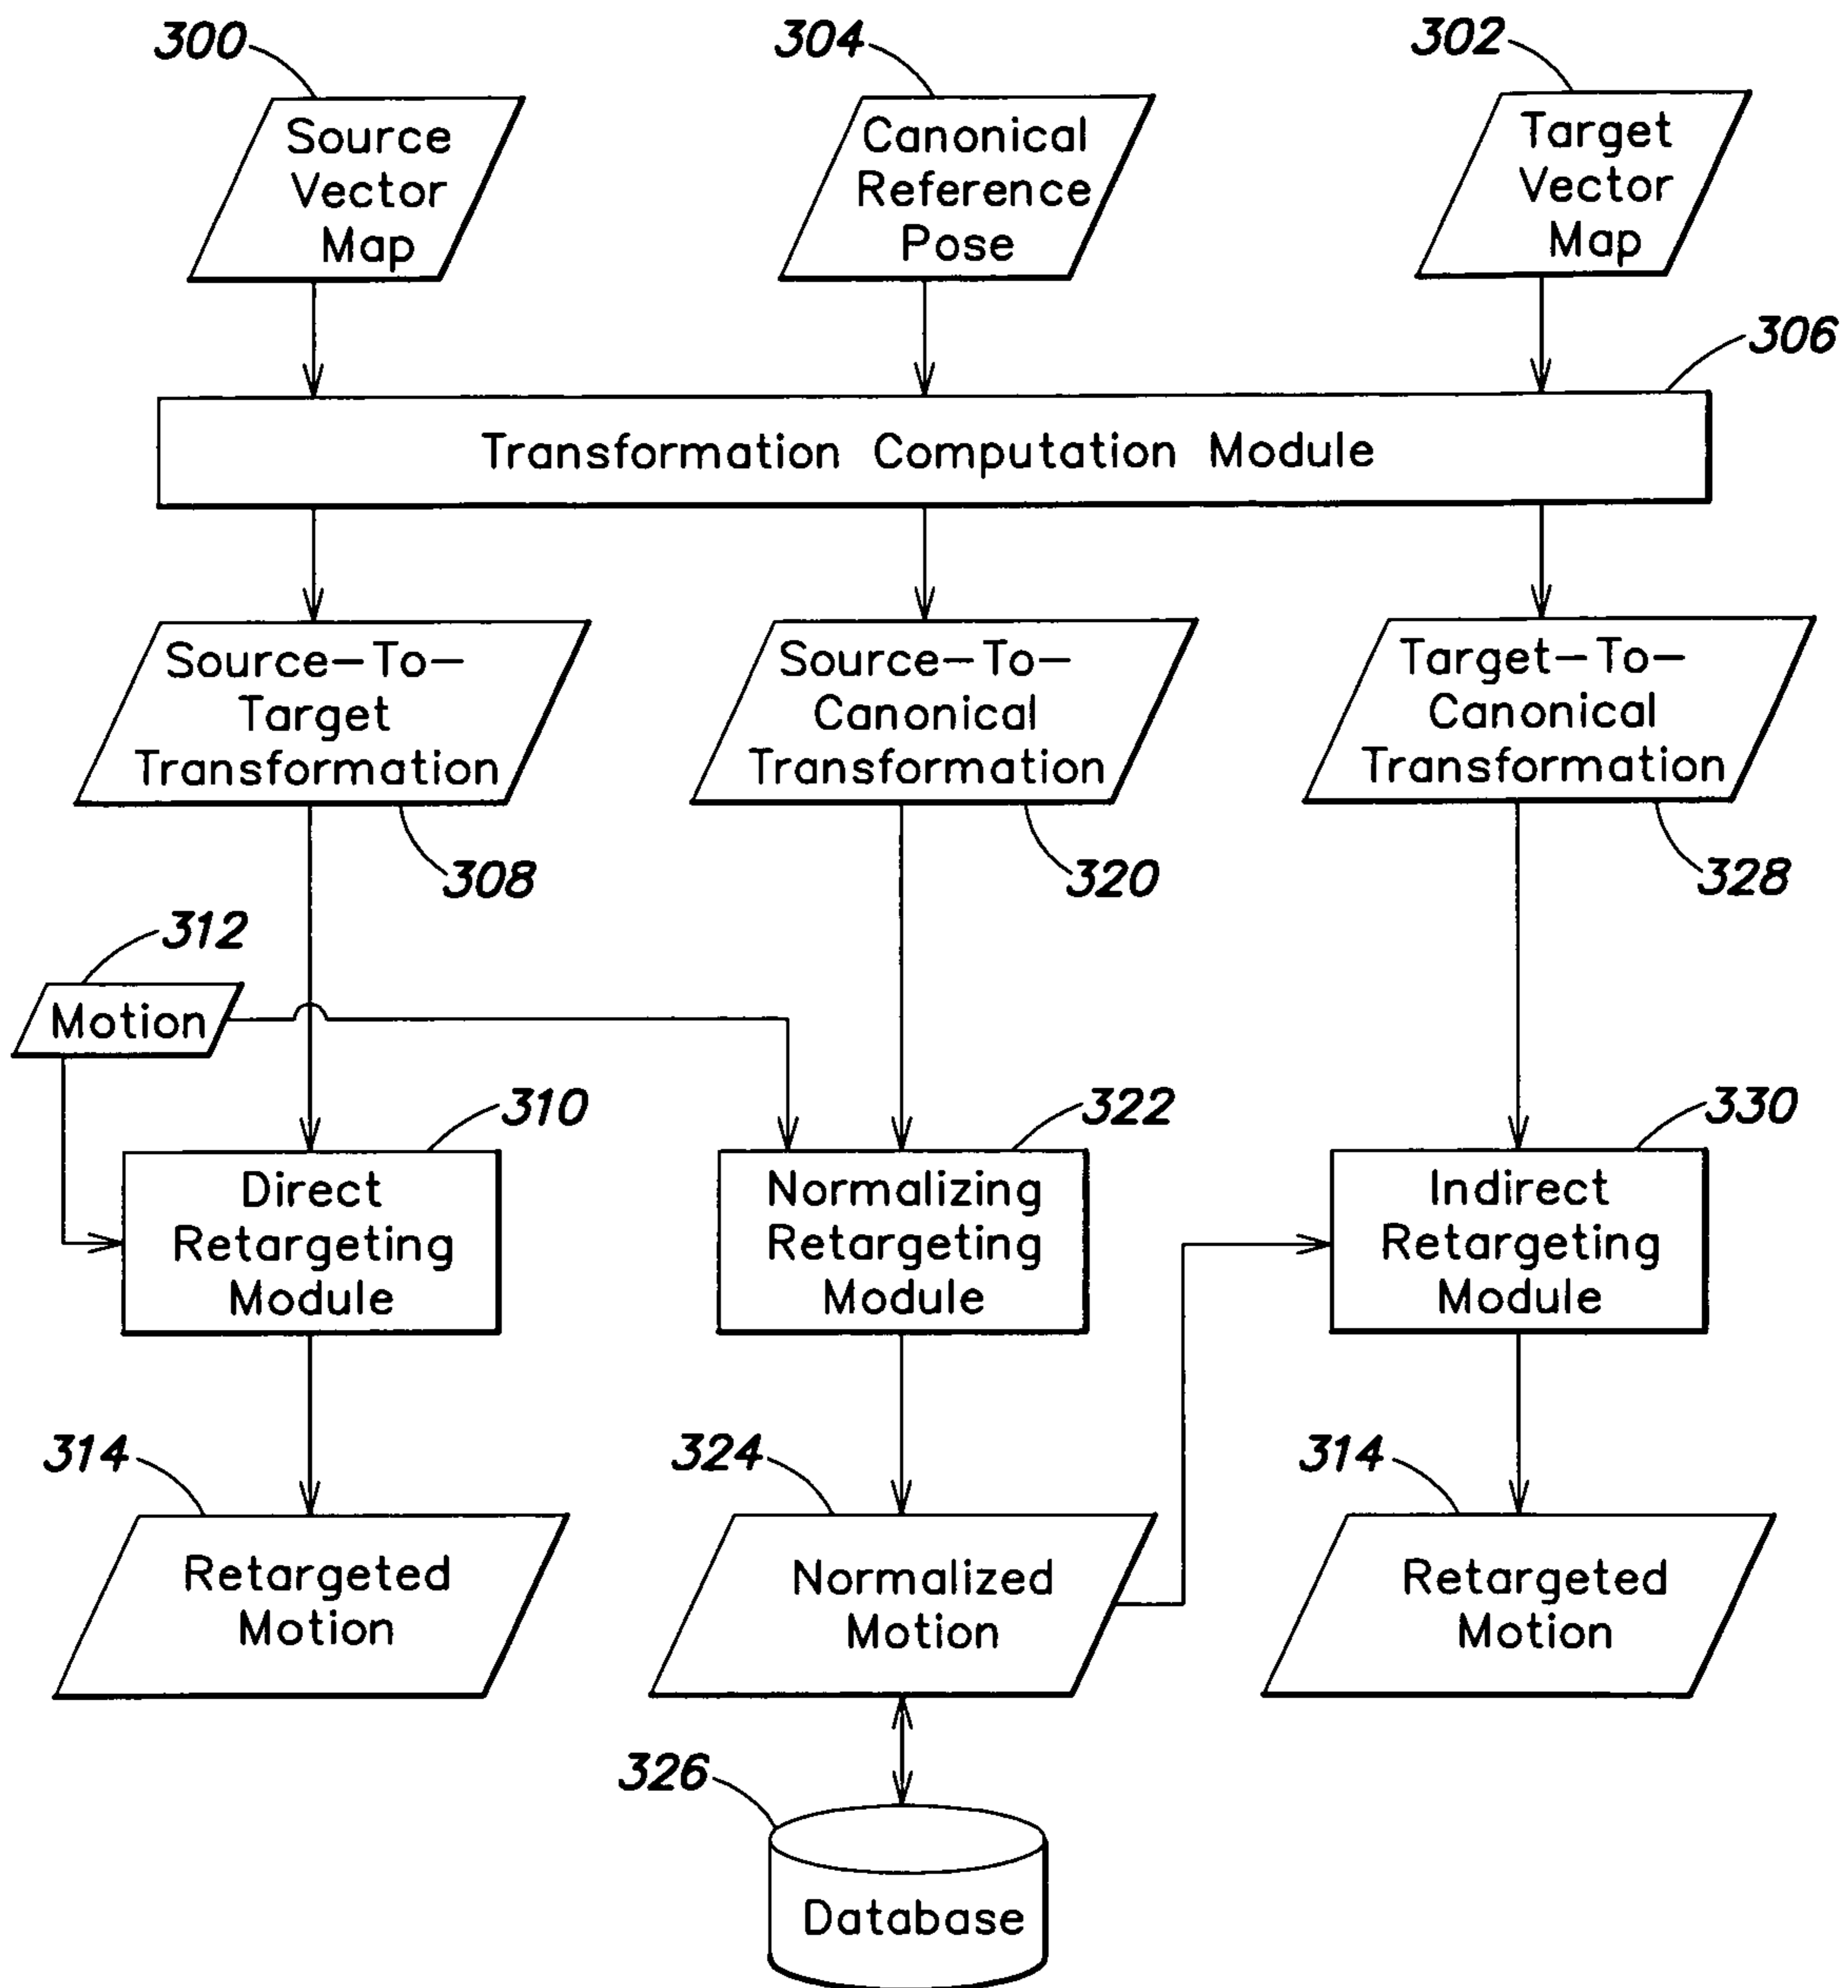 300
304
302
Source
Vector
Map
Canonical
Reference
Pose
Target
Vector
Map
306
Transformation Computation Module
Source-To-
Target
Transformation
Source-To-
Canonical
Transformation
Target-To-
Canonical
Transformation
308
320
328
312
Motion
310
322
330
Direct
Retargeting
Module
Normalizing
Retargeting
Module
Indirect
Retargeting
Module
314
324
314
Retargeted
Motion
Normalized
Motion
Retargeted
Motion
326
Database